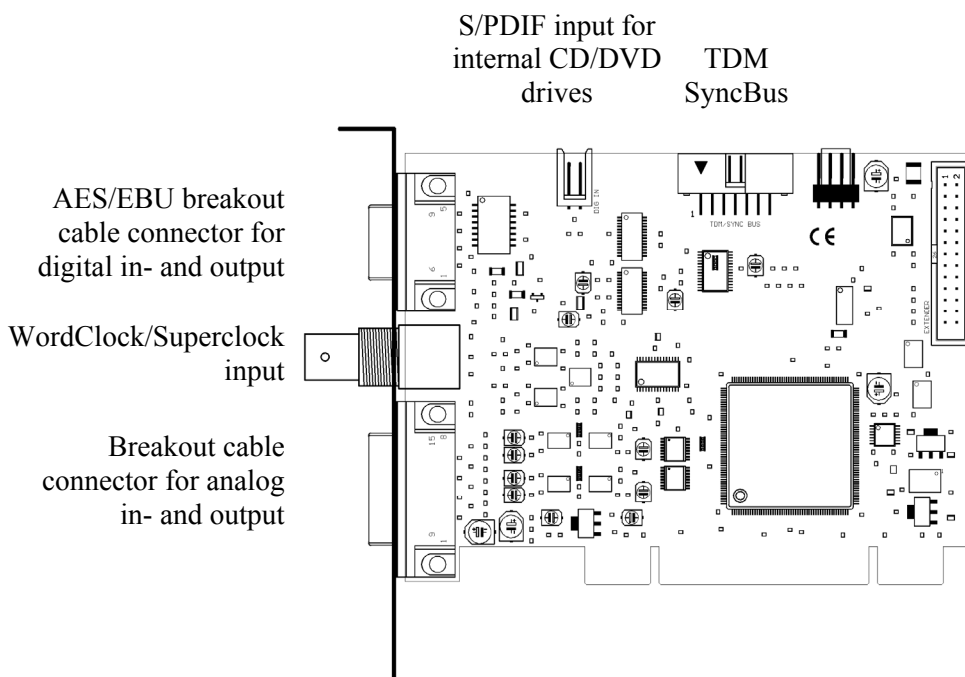 S/PDIF input for
internal CD/DVD
drives
TDM
SyncBus
AES/EBU breakout
cable connector for
digital in- and output
WordClock/Superclock
input
Breakout cable
connector for analog
in- and output
9 5
6 1
15 8
9 1
DIG IN
1
TDM/SYNC BUS
CE
1 2
26
EXTENDER